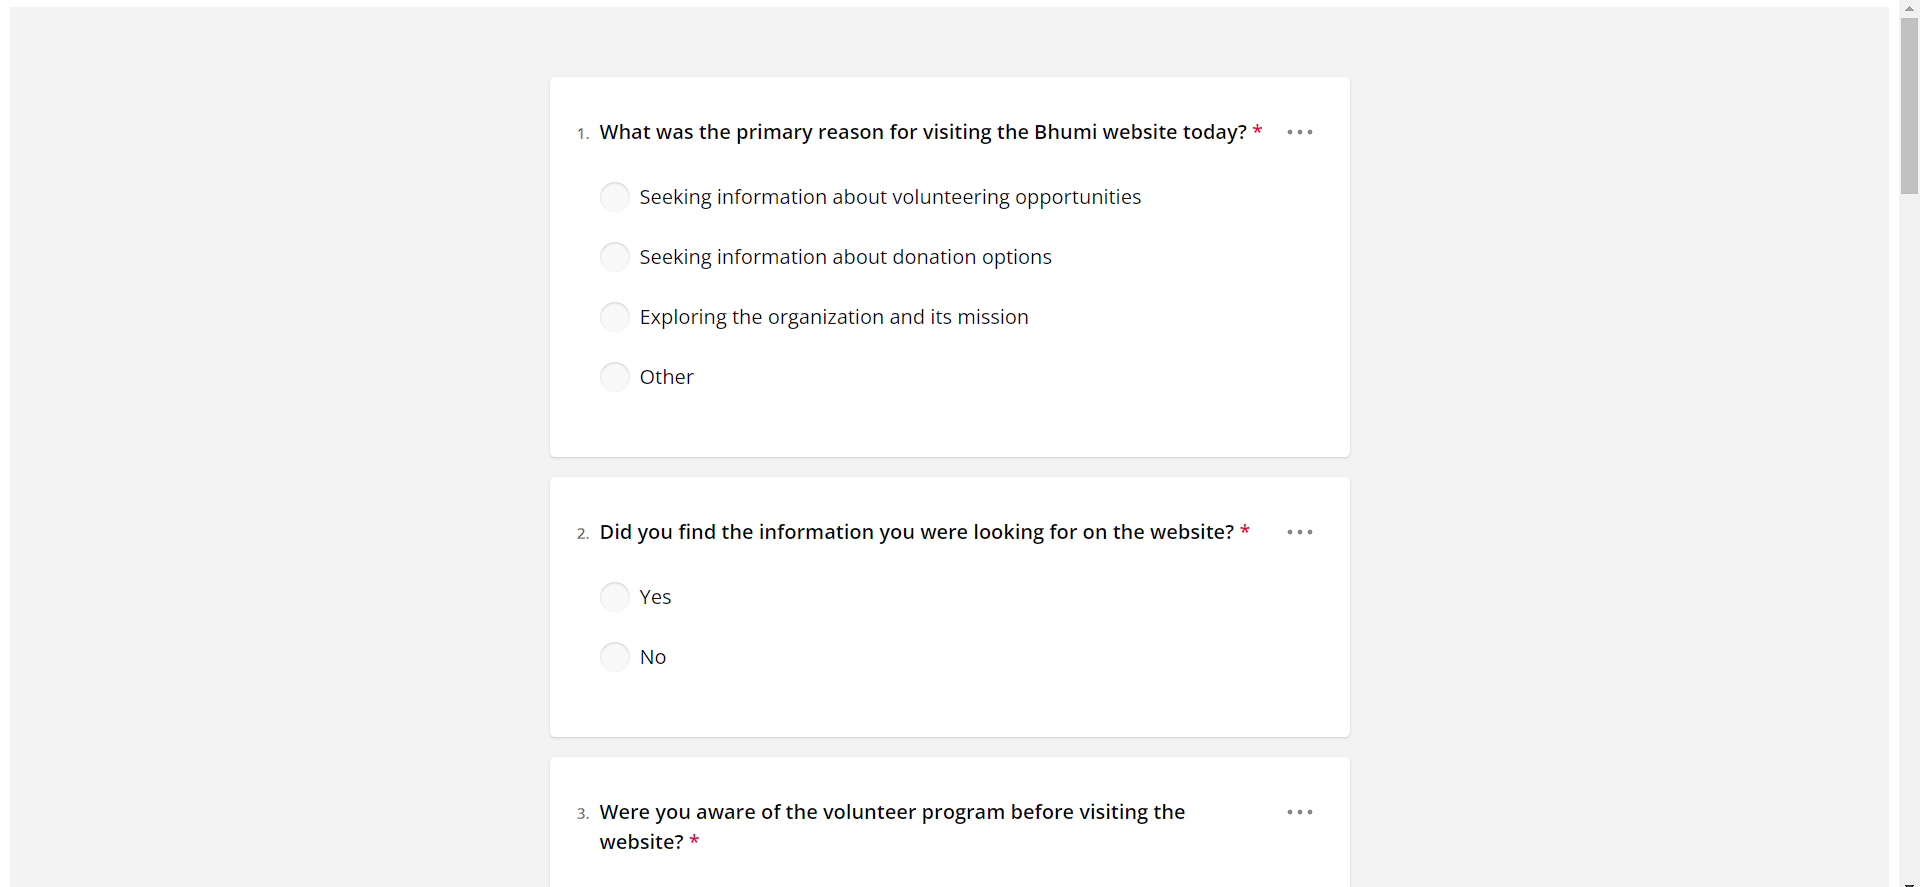 1. What was the primary reason for visiting the Bhumi website today? *
Seeking information about volunteering opportunities
Seeking information about donation options
Exploring the organization and its mission
Other
2. Did you find the information you were looking for on the website? *
Yes
No
3. Were you aware of the volunteer program before visiting the
website? *